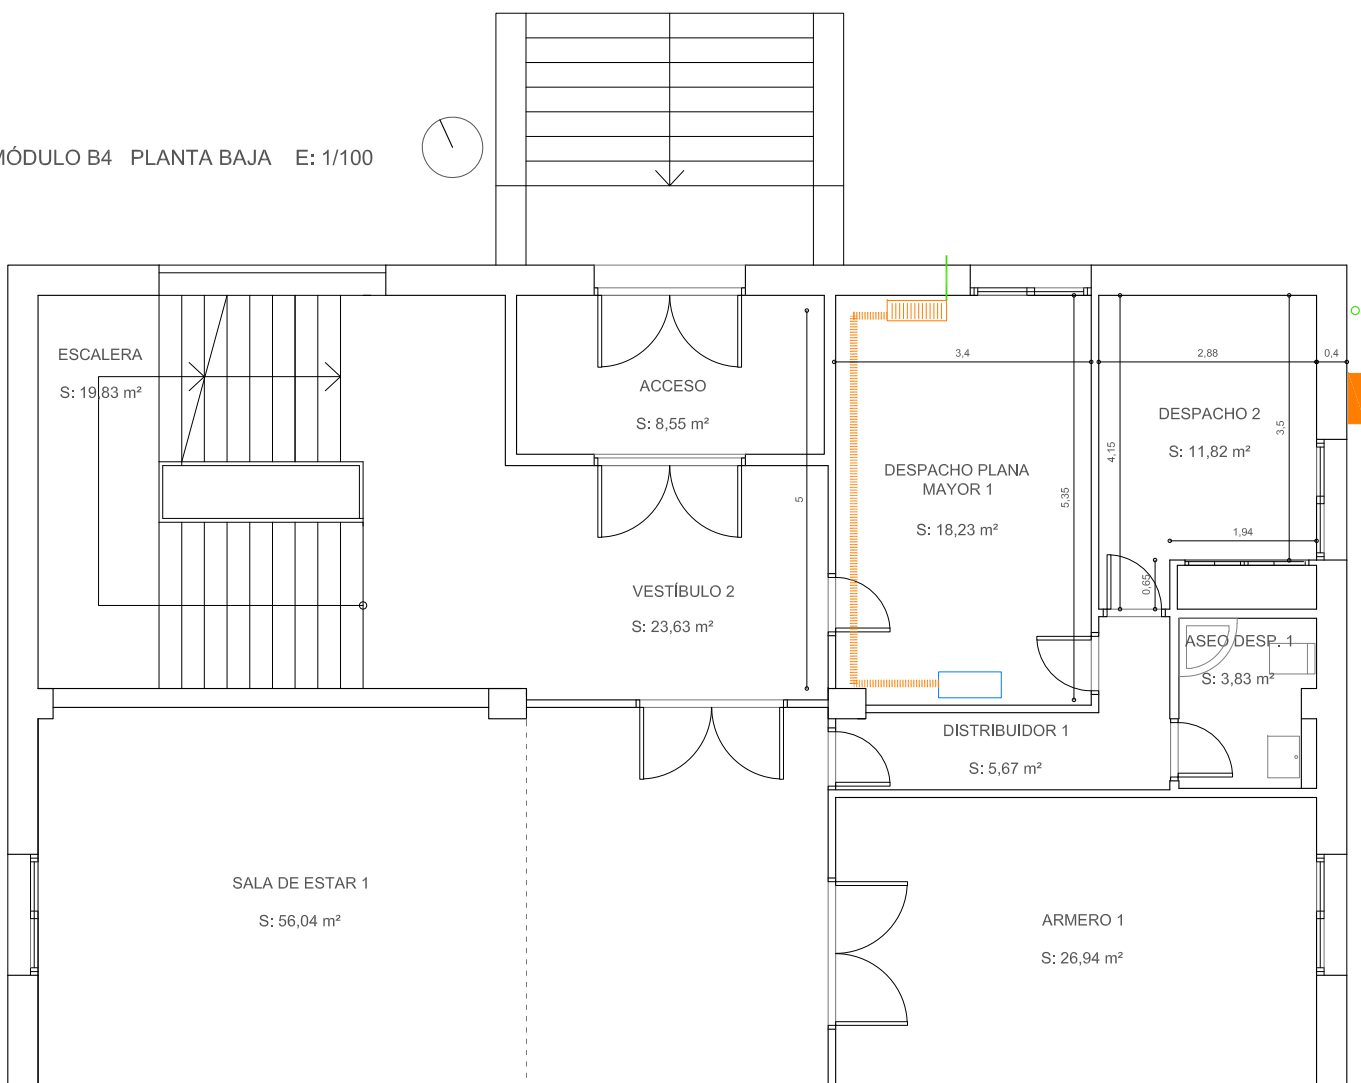 MÓDULO B4 PLANTA BAJA E: 1/100
ESCALERA
S: 19,83 m²
ACCESO
S: 8,55 m²
3,4
2,88
0,4
DESPACHO 2
S: 11,82 m²
3,5
4,15
DESPACHO PLANA
MAYOR 1
S: 18,23 m²
5,35
5
1,94
0,65
VESTÍBULO 2
S: 23,63 m²
ASEO DESP. 1
S: 3,83 m²
DISTRIBUIDOR 1
S: 5,67 m²
SALA DE ESTAR 1
S: 56,04 m²
ARMERO 1
S: 26,94 m²